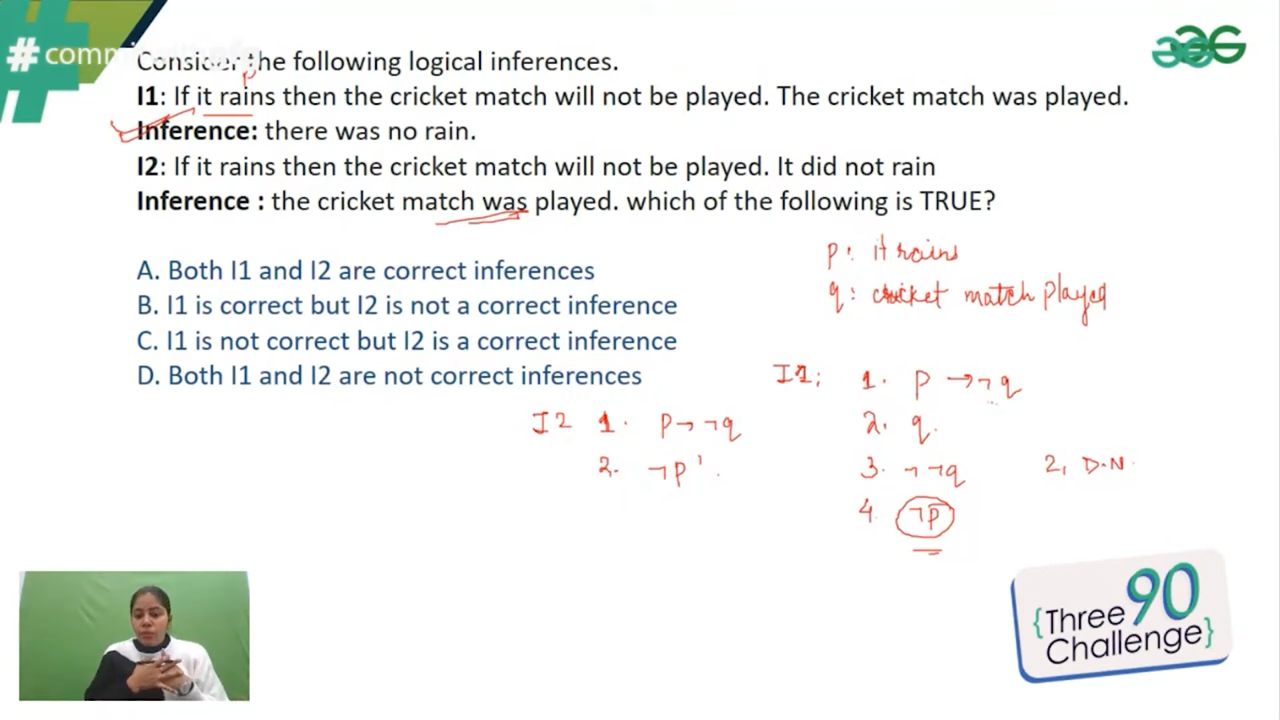 Consider the following logical inferences.
p
I1: If it rains then the cricket match will not be played. The cricket match was played.
Inference: there was no rain.
I2: If it rains then the cricket match will not be played. It did not rain
Inference : the cricket match was played. which of the following is TRUE?
A. Both I1 and I2 are correct inferences
B. I1 is correct but I2 is not a correct inference
C. I1 is not correct but I2 is a correct inference
D. Both I1 and I2 are not correct inferences
p: it rains
q: cricket match played
I1; 1. p → ¬q
2. q.
3. ¬¬q 2, D.N.
4. ¬p
I2 1. p → ¬q
2. ¬p
{Three 90
Challenge}